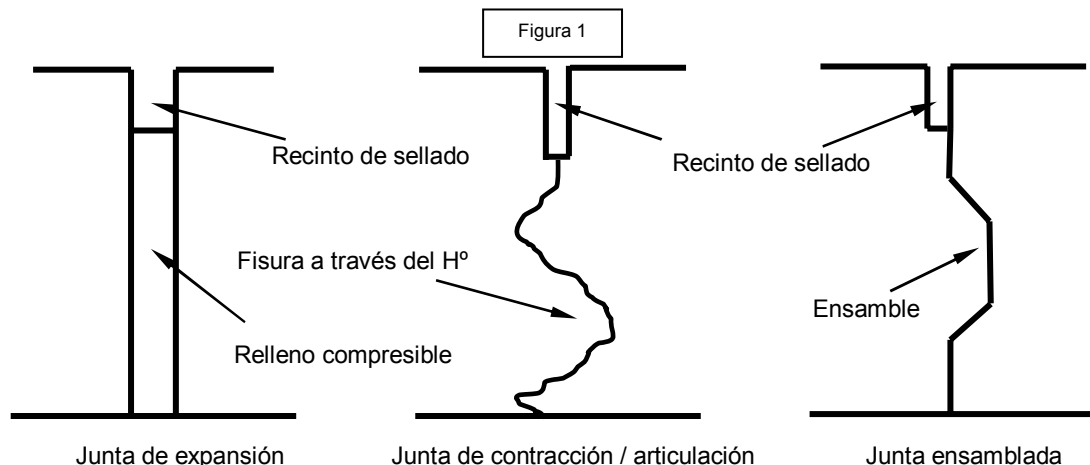 Figura 1
Recinto de sellado
Recinto de sellado
Fisura a través del Hº
Ensamble
Relleno compresible
Junta de expansión
Junta de contracción / articulación
Junta ensamblada